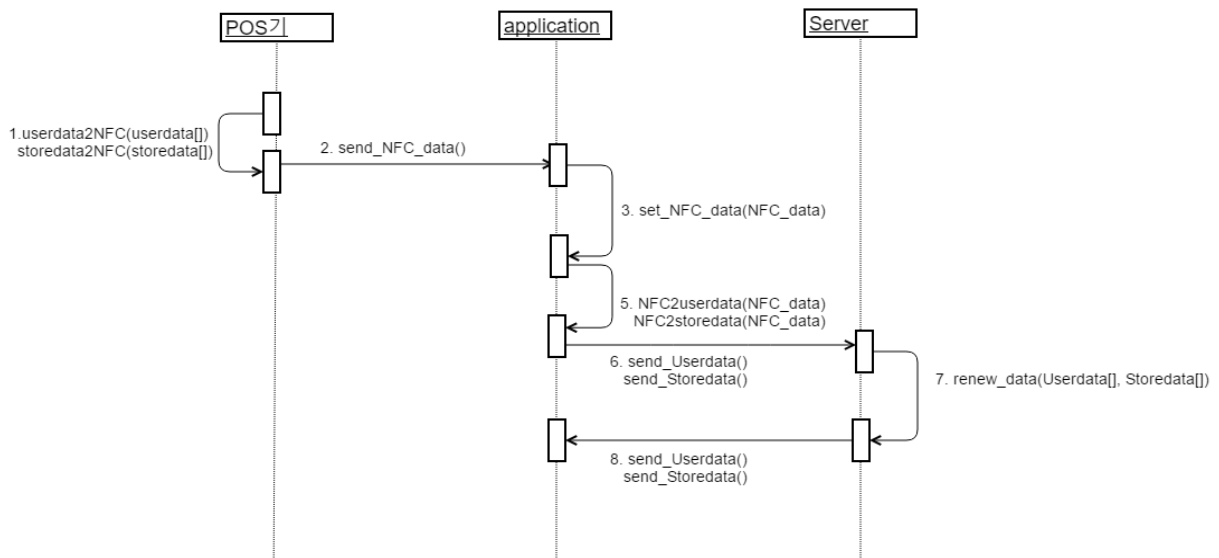 POS기
application
Server
1.userdata2NFC(userdata[])
storedata2NFC(storedata[])
2. send_NFC_data()
3. set_NFC_data(NFC_data)
5. NFC2userdata(NFC_data)
NFC2storedata(NFC_data)
6. send_Userdata()
send_Storedata()
7. renew_data(Userdata[], Storedata[])
8. send_Userdata()
send_Storedata()